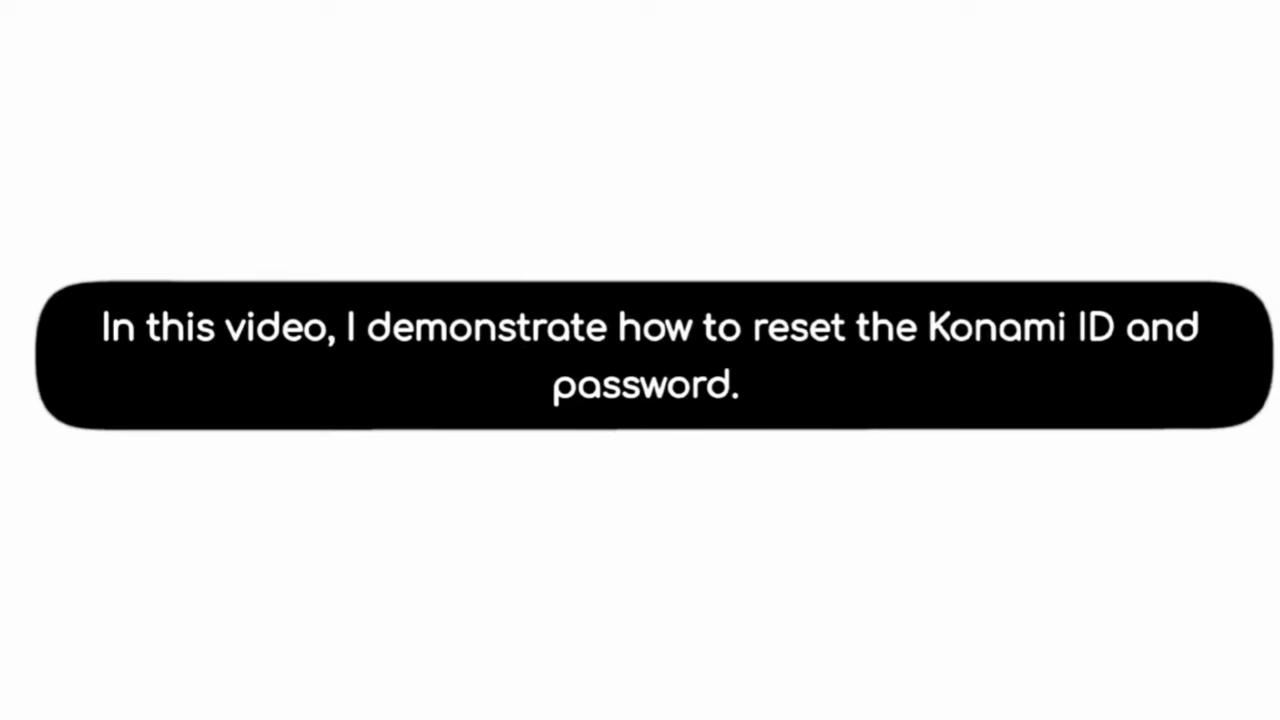 In this video, I demonstrate how to reset the Konami ID and
password.